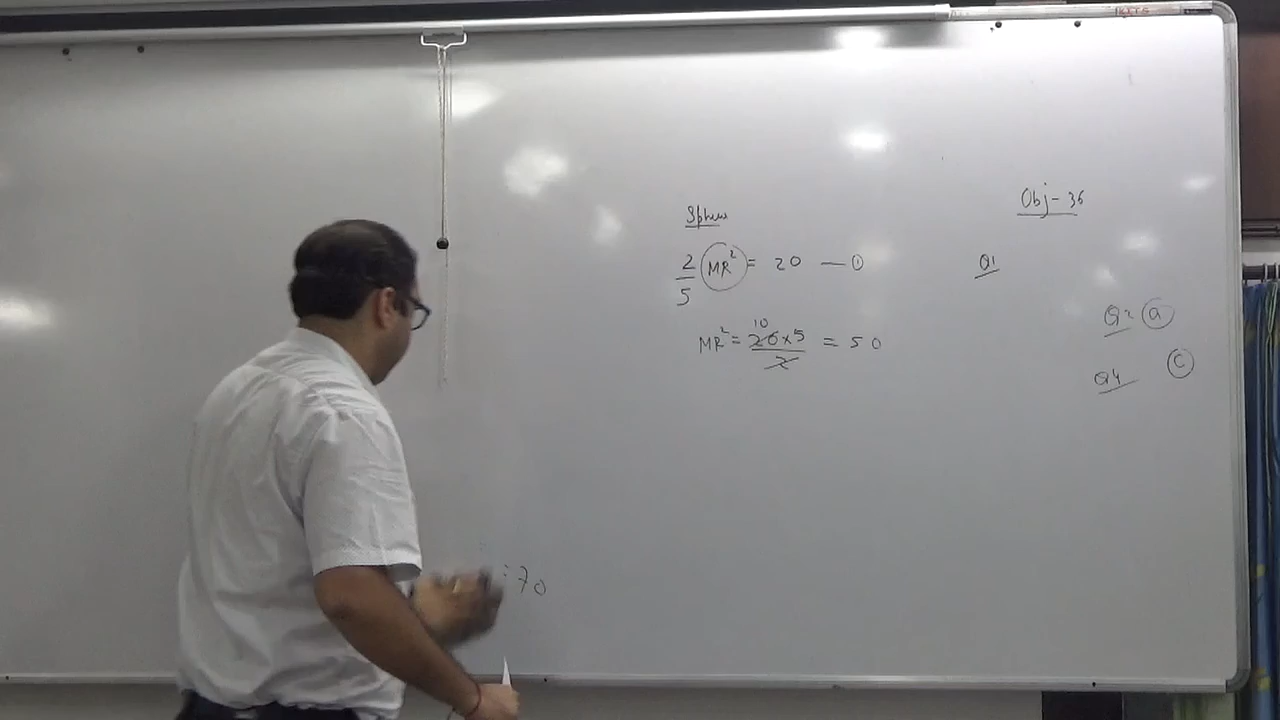 Sphere
2/5 MR² = 20 — ①
MR² = 20×5/2 = 50
10
Obj-36
Q1
Q2 ⓐ
Q4 ⓒ
70